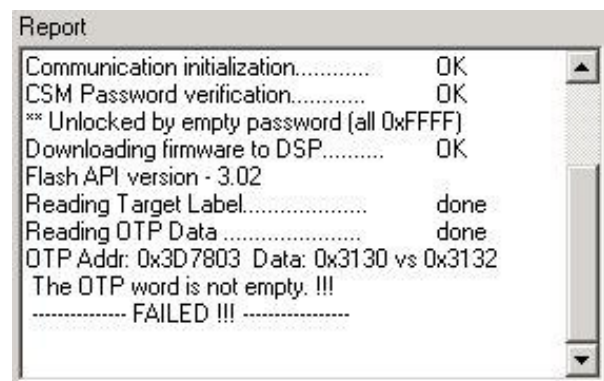 Report
Communication initialization............ OK
CSM Password verification............ OK
** Unlocked by empty password (all 0xFFFF)
Downloading firmware to DSP.......... OK
Flash API version - 3.02
Reading Target Label.................... done
Reading OTP Data ...................... done
OTP Addr: 0x3D7803 Data: 0x3130 vs 0x3132
The OTP word is not empty. !!!
--------------- FAILED !!! -----------------